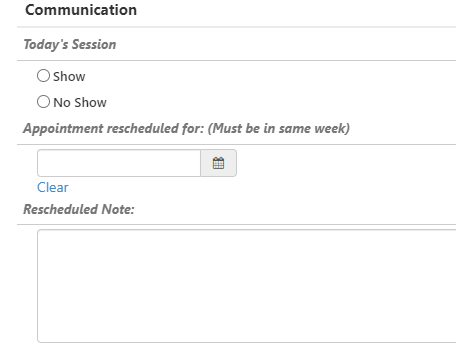 Communication
Today's Session
Show
No Show
Appointment rescheduled for: (Must be in same week)
Clear
Rescheduled Note: